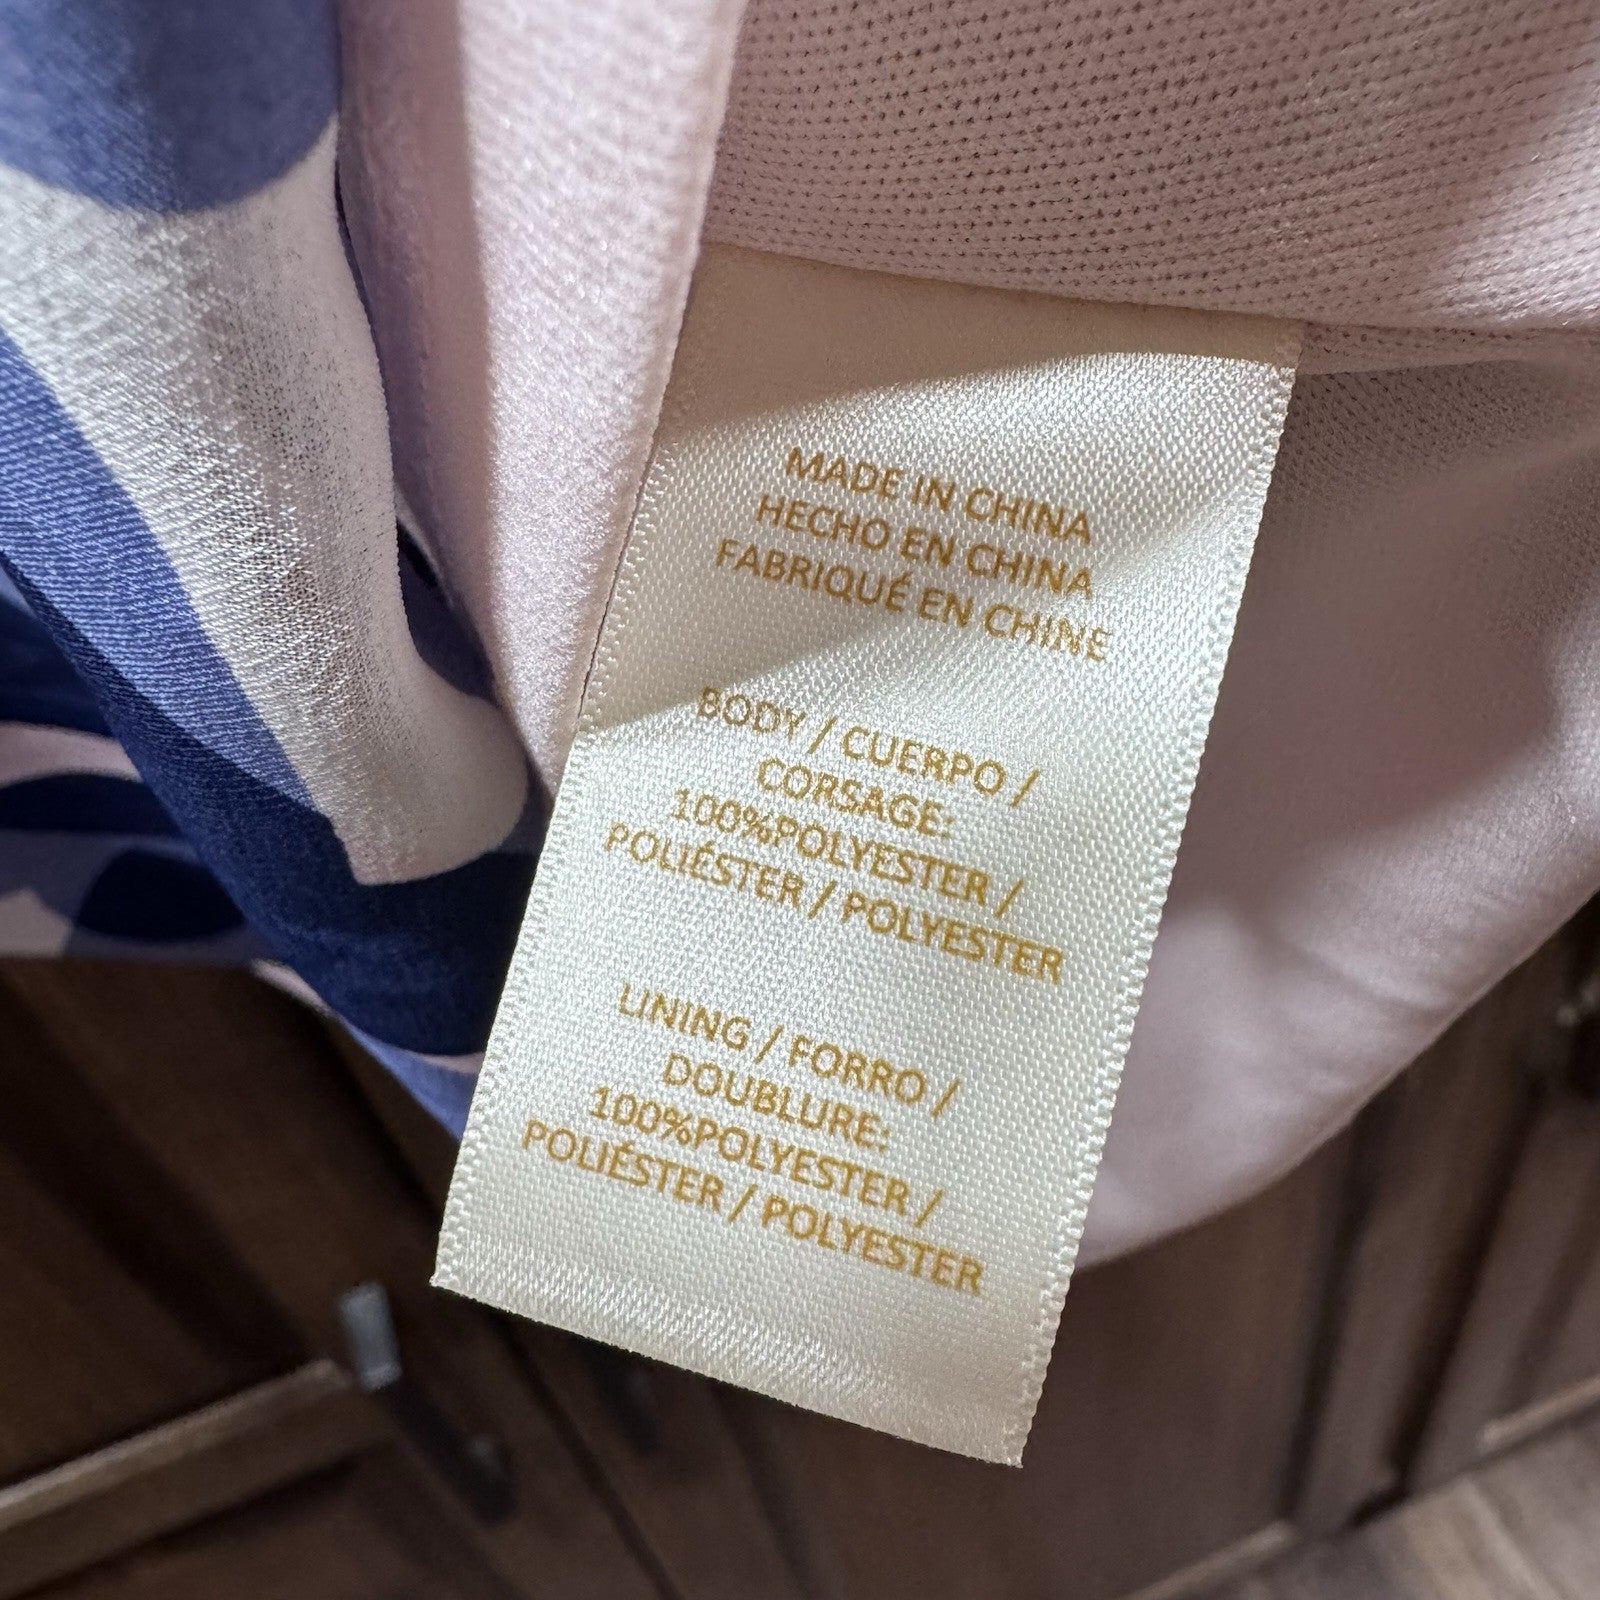 MADE IN CHINA
HECHO EN CHINA
FABRIQUÉ EN CHINE
BODY / CUERPO /
CORSAGE:
100%POLYESTER /
POLIÉSTER / POLYESTER
LINING / FORRO /
DOUBLURE:
100%POLYESTER /
POLIÉSTER / POLYESTER